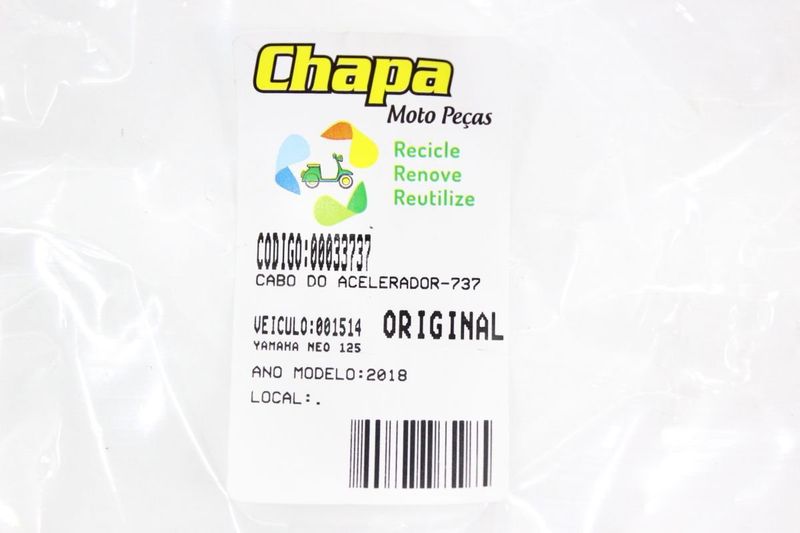 Chapa
Moto Peças
Recicle
Renove
Reutilize
CODIGO:00033737
CABO DO ACELERADOR-737
VEICULO:001514 ORIGINAL
YAMAHA NEO 125
ANO MODELO:2018
LOCAL:.